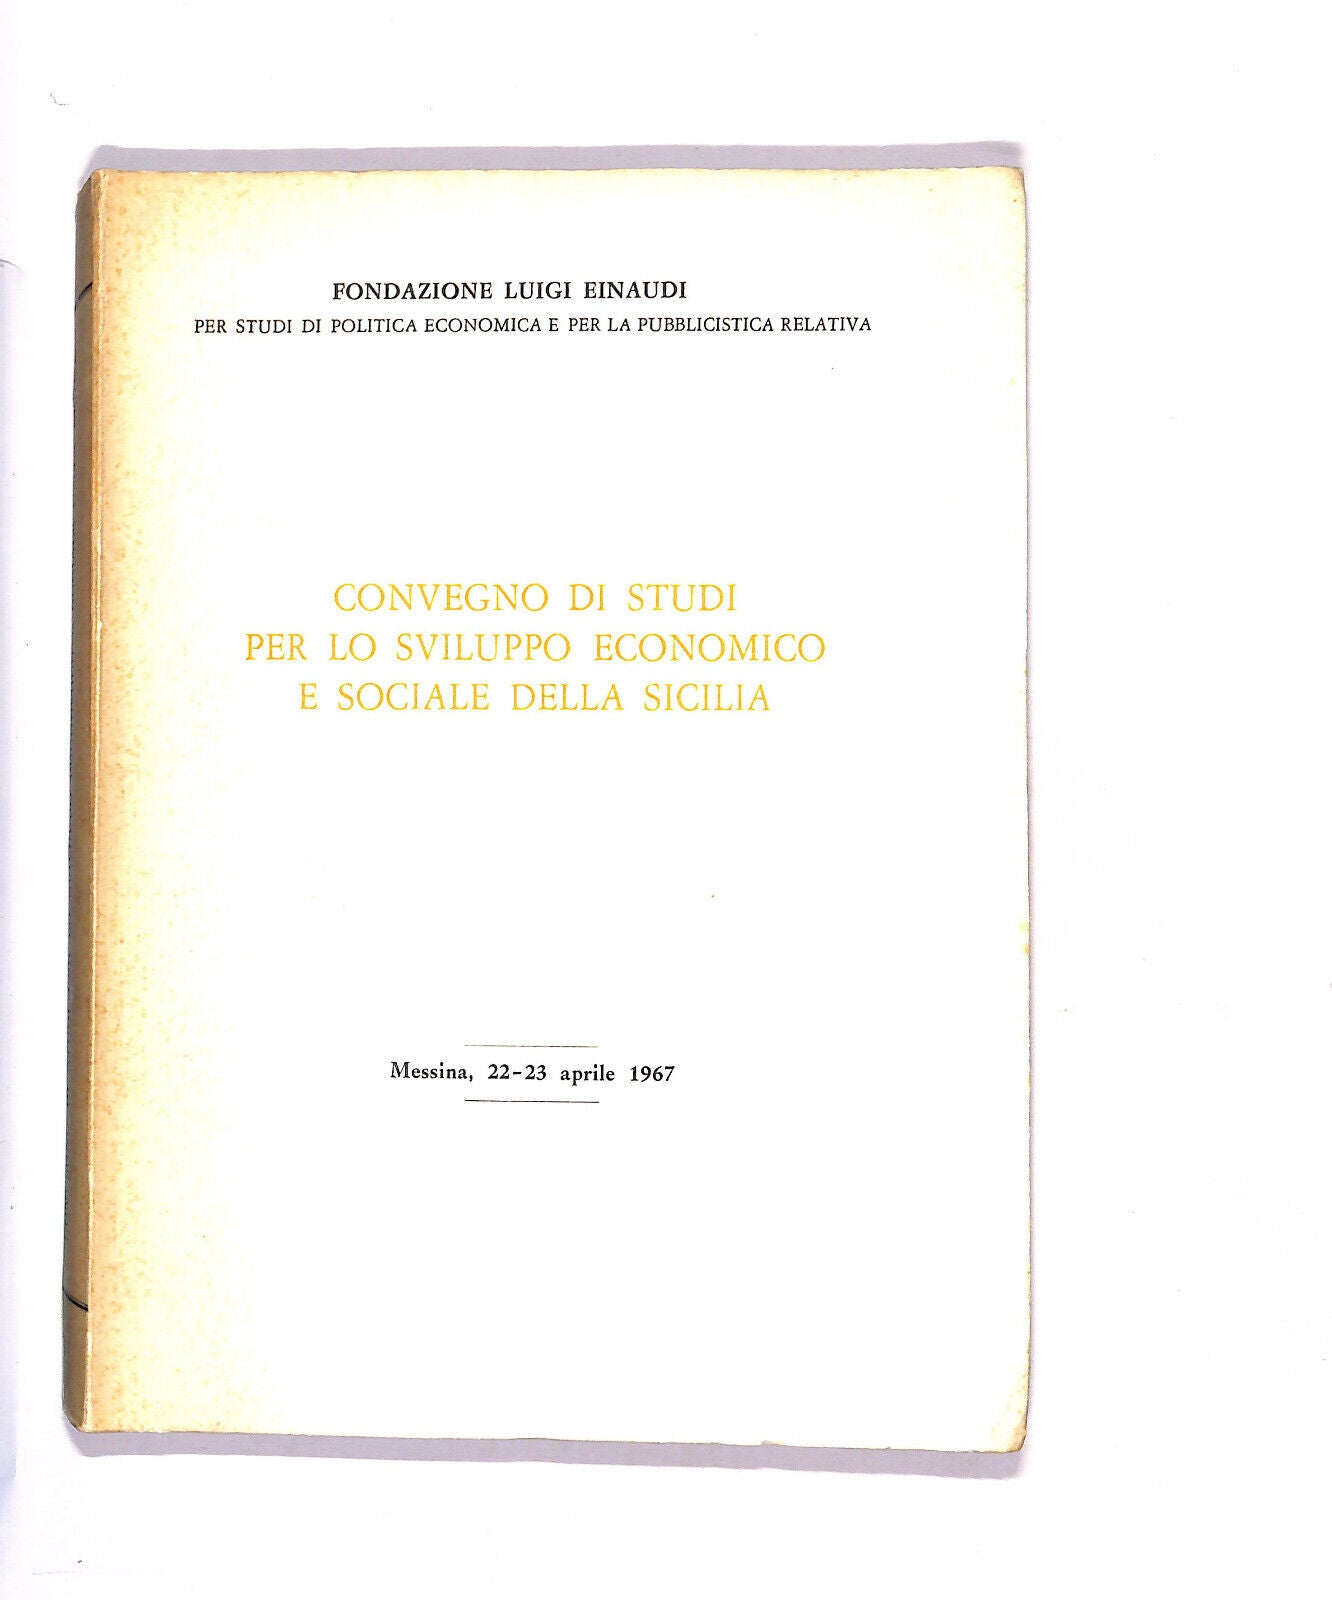 FONDAZIONE LUIGI EINAUDI
PER STUDI DI POLITICA ECONOMICA E PER LA PUBBLICISTICA RELATIVA
CONVEGNO DI STUDI
PER LO SVILUPPO ECONOMICO
E SOCIALE DELLA SICILIA
Messina, 22-23 aprile 1967